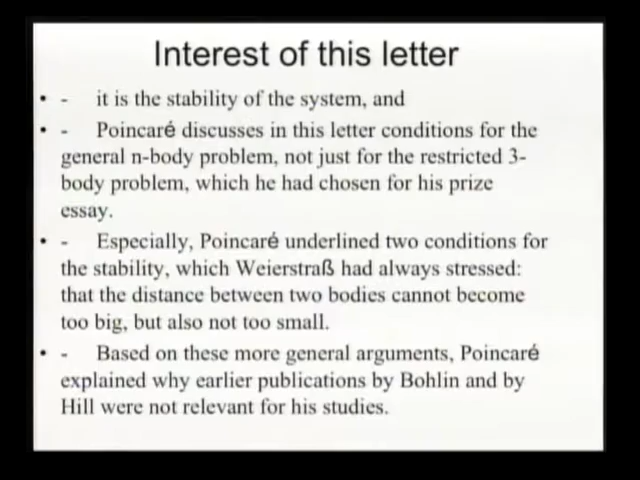 Interest of this letter
• - it is the stability of the system, and
• - Poincaré discusses in this letter conditions for the
general n-body problem, not just for the restricted 3-
body problem, which he had chosen for his prize
essay.
• - Especially, Poincaré underlined two conditions for
the stability, which Weierstraß had always stressed:
that the distance between two bodies cannot become
too big, but also not too small.
• - Based on these more general arguments, Poincaré
explained why earlier publications by Bohlin and by
Hill were not relevant for his studies.